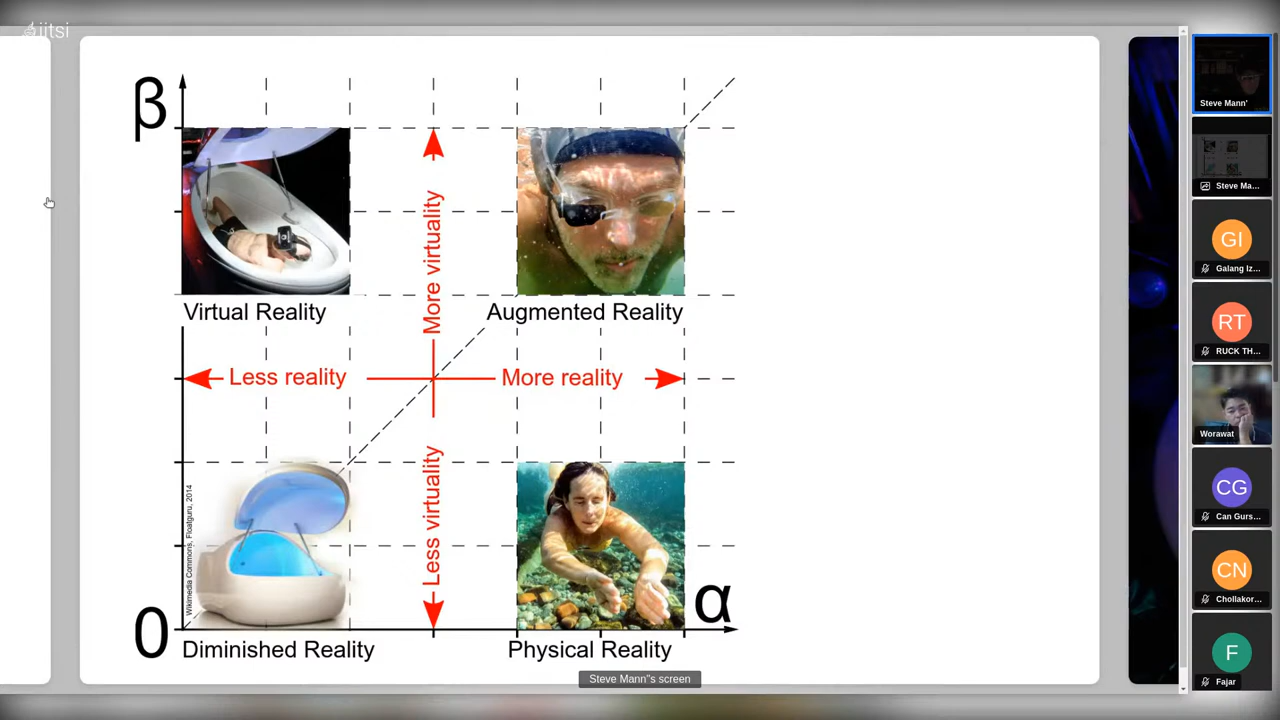 jitsi
β
Virtual Reality
Augmented Reality
More virtuality
Less reality
More reality
Less virtuality
Wikimedia Commons, Floatguru, 2014
0
α
Diminished Reality
Physical Reality
Steve Mann"s screen
Steve Mann'
Steve Ma...
GI
Galang Iz...
RT
RUCK TH...
Worawat
CG
Can Gurs...
CN
Chollakor...
F
Fajar